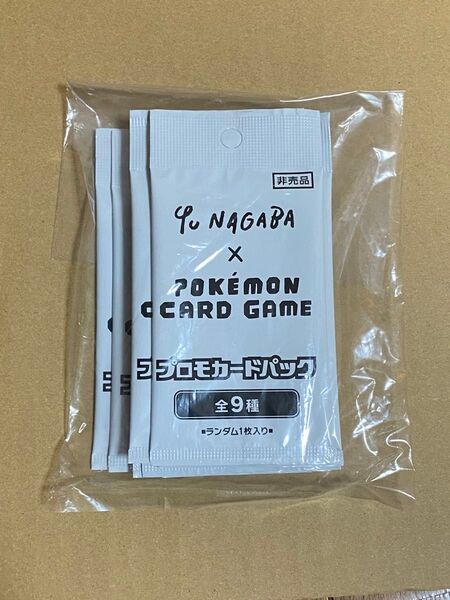 非売品
Yu NAGABA
×
POKÉMON
CARD GAME
プロモカードパック
全9種
■ランダム1枚入り■